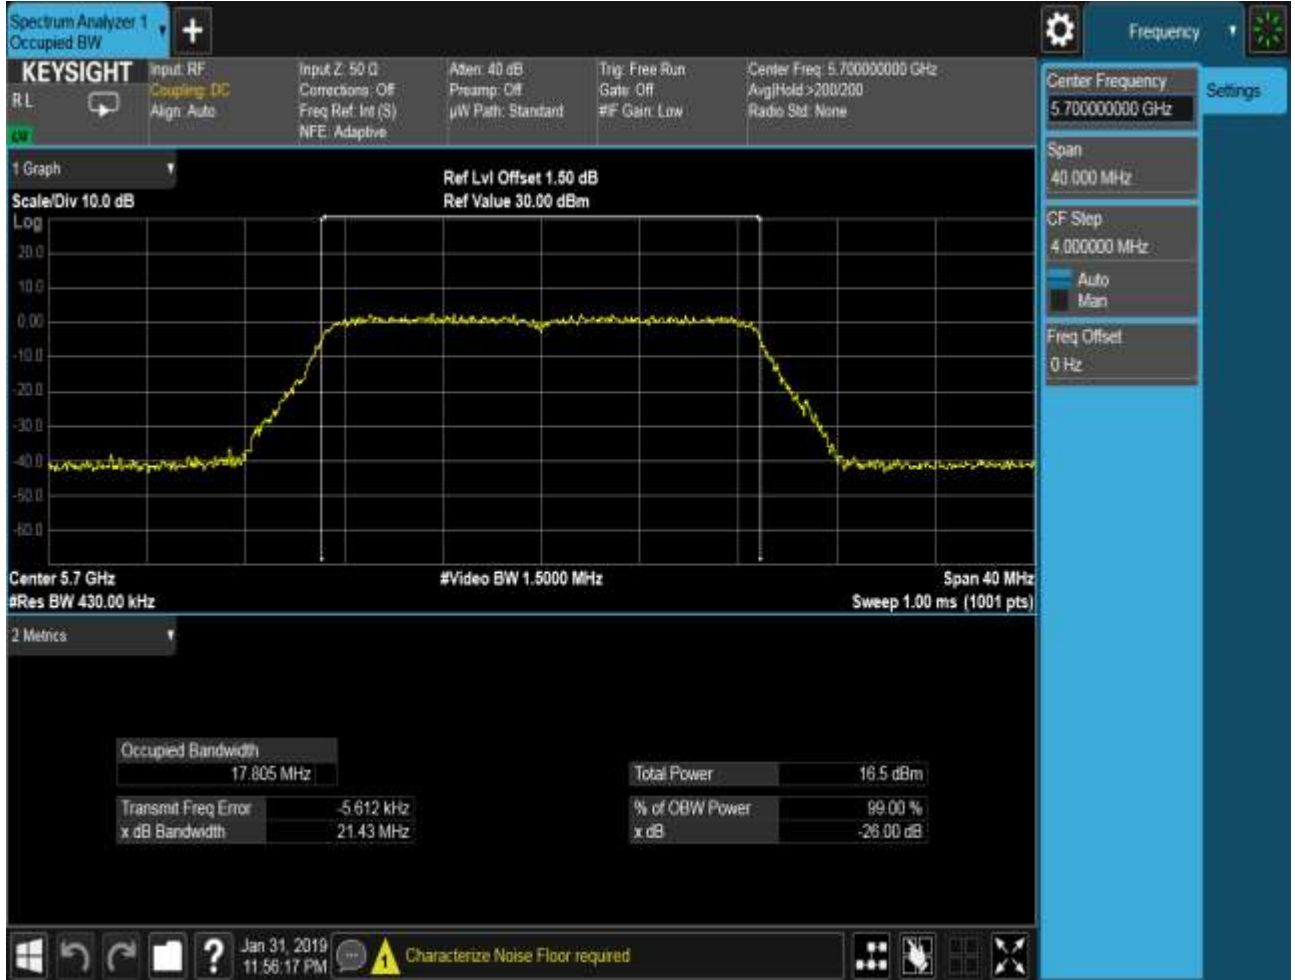 Spectrum Analyzer 1
Occupied BW
Frequency
KEYSIGHT
R L
LXI
Input: RF
Coupling: DC
Align: Auto
Input Z: 50 Ω
Corrections: Off
Freq Ref: Int (S)
NFE: Adaptive
Atten: 40 dB
Preamp: Off
µW Path: Standard
Trig: Free Run
Gate: Off
#IF Gain: Low
Center Freq: 5.700000000 GHz
Avg|Hold:>200/200
Radio Std: None
Center Frequency
5.700000000 GHz
Settings
Span
40.000 MHz
CF Step
4.000000 MHz
Auto
Man
Freq Offset
0 Hz
1 Graph
Scale/Div 10.0 dB
Ref Lvl Offset 1.50 dB
Ref Value 30.00 dBm
Log
20.0
10.0
0.00
-10.0
-20.0
-30.0
-40.0
-50.0
-60.0
Center 5.7 GHz
#Video BW 1.5000 MHz
Span 40 MHz
#Res BW 430.00 kHz
Sweep 1.00 ms (1001 pts)
2 Metrics
Occupied Bandwidth
17.805 MHz
Total Power 16.5 dBm
Transmit Freq Error -5.612 kHz
% of OBW Power 99.00 %
x dB Bandwidth 21.43 MHz
x dB -26.00 dB
Jan 31, 2019
11:56:17 PM
1
Characterize Noise Floor required